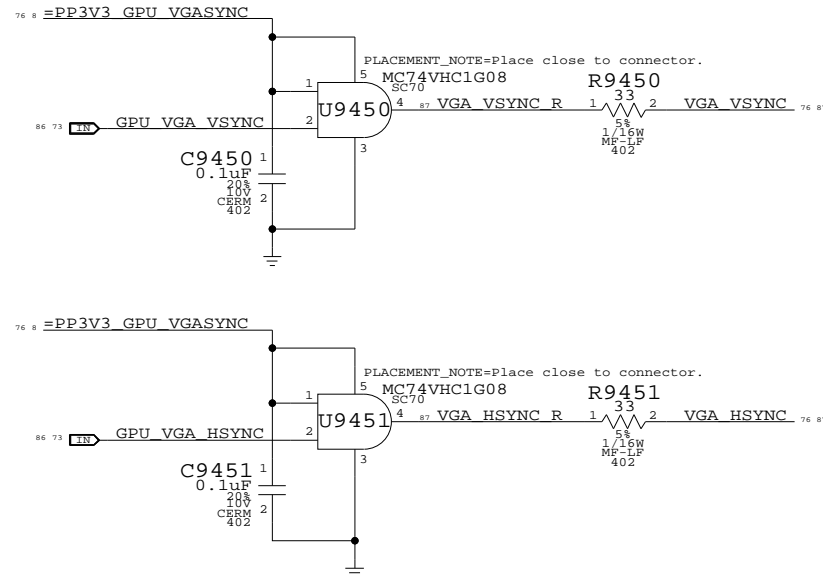 76 8 =PP3V3_GPU_VGASYNC
PLACEMENT_NOTE=Place close to connector.
5 MC74VHC1G08
SC70
R9450
33
1
U9450
4 87 VGA_VSYNC_R 1 2 VGA_VSYNC 76 87
86 73 IN GPU_VGA_VSYNC 2
5%
1/16W
MF-LF
402
3
C9450 1
0.1uF
20%
10V
CERM
402
2
76 8 =PP3V3_GPU_VGASYNC
PLACEMENT_NOTE=Place close to connector.
5 MC74VHC1G08
SC70
R9451
33
1
U9451
4 87 VGA_HSYNC_R 1 2 VGA_HSYNC 76 87
86 73 IN GPU_VGA_HSYNC 2
5%
1/16W
MF-LF
402
3
C9451 1
0.1uF
20%
10V
CERM
402
2